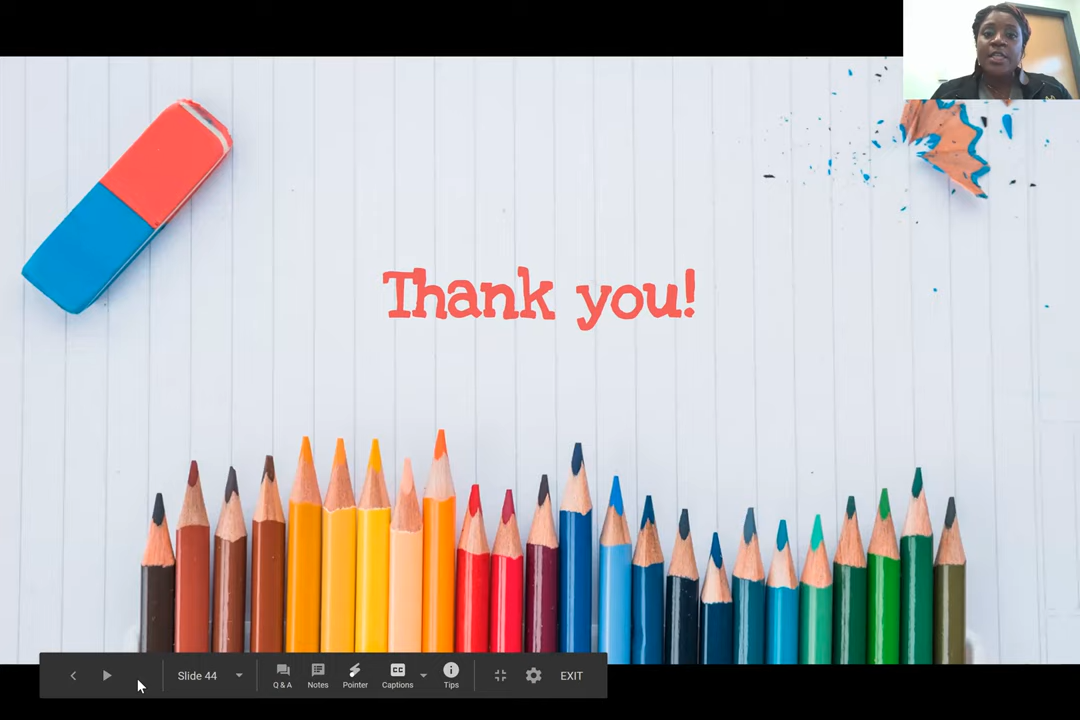 Thank you!
Slide 44
Q & A
Notes
Pointer
CC
Captions
Tips
EXIT